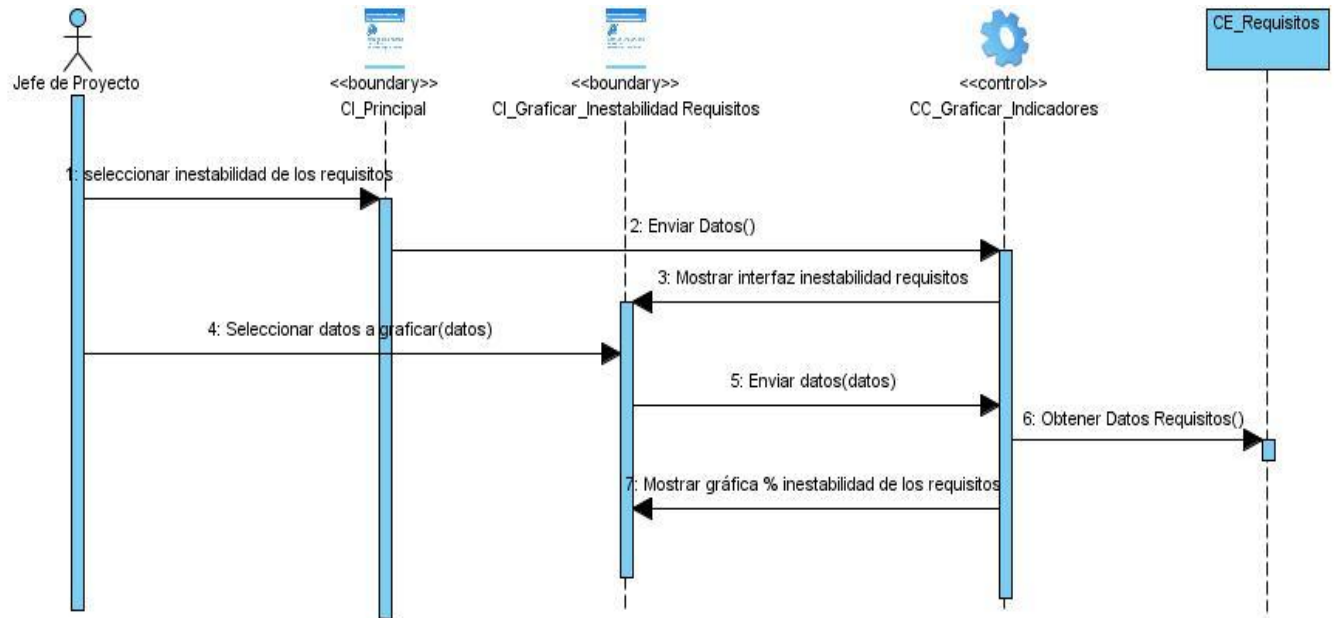 CE_Requisitos
Jefe de Proyecto
<<boundary>>
CI_Principal
<<boundary>>
CI_Graficar_Inestabilidad Requisitos
<<control>>
CC_Graficar_Indicadores
1: seleccionar inestabilidad de los requisitos
2: Enviar Datos()
3: Mostrar interfaz inestabilidad requisitos
4: Seleccionar datos a graficar(datos)
5: Enviar datos(datos)
6: Obtener Datos Requisitos()
7: Mostrar gráfica % inestabilidad de los requisitos